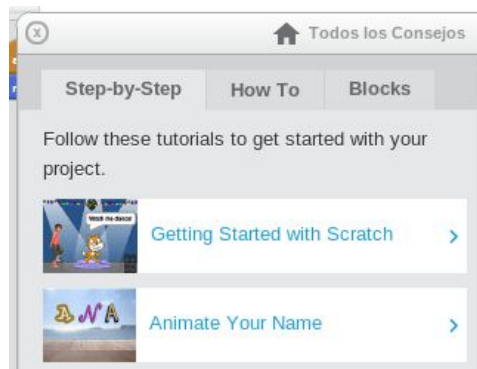 Todos los Consejos
Step-by-Step How To Blocks
Follow these tutorials to get started with your
project.
Getting Started with Scratch
Animate Your Name
ANA